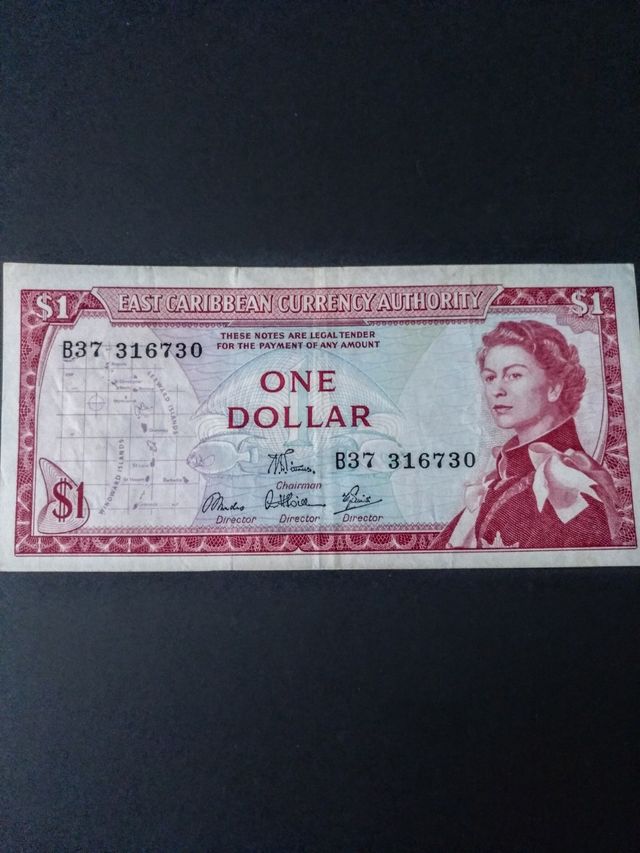 $1 EAST CARIBBEAN CURRENCY AUTHORITY $1
THESE NOTES ARE LEGAL TENDER
FOR THE PAYMENT OF ANY AMOUNT
B37 316730
ONE
DOLLAR
LEEWARD ISLANDS
WINDWARD ISLANDS
B37 316730
Chairman
$1
Director Director Director